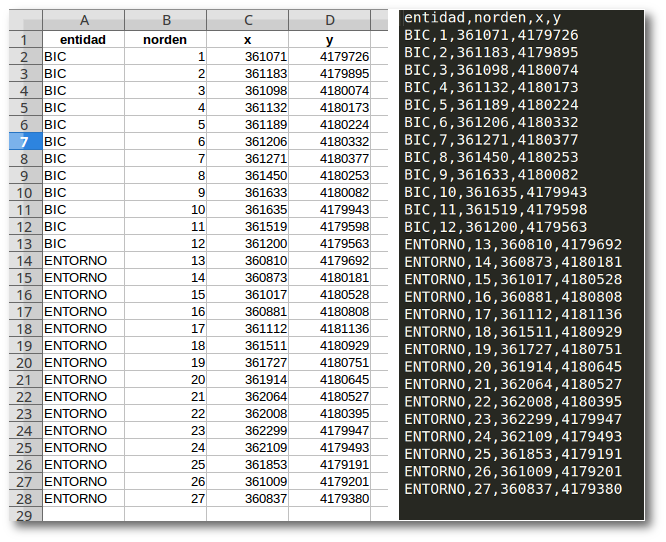 A B C D
1 entidad norden x y
2 BIC 1 361071 4179726
3 BIC 2 361183 4179895
4 BIC 3 361098 4180074
5 BIC 4 361132 4180173
6 BIC 5 361189 4180224
7 BIC 6 361206 4180332
8 BIC 7 361271 4180377
9 BIC 8 361450 4180253
10 BIC 9 361633 4180082
11 BIC 10 361635 4179943
12 BIC 11 361519 4179598
13 BIC 12 361200 4179563
14 ENTORNO 13 360810 4179692
15 ENTORNO 14 360873 4180181
16 ENTORNO 15 361017 4180528
17 ENTORNO 16 360881 4180808
18 ENTORNO 17 361112 4181136
19 ENTORNO 18 361511 4180929
20 ENTORNO 19 361727 4180751
21 ENTORNO 20 361914 4180645
22 ENTORNO 21 362064 4180527
23 ENTORNO 22 362008 4180395
24 ENTORNO 23 362299 4179947
25 ENTORNO 24 362109 4179493
26 ENTORNO 25 361853 4179191
27 ENTORNO 26 361009 4179201
28 ENTORNO 27 360837 4179380
29
entidad,norden,x,y
BIC,1,361071,4179726
BIC,2,361183,4179895
BIC,3,361098,4180074
BIC,4,361132,4180173
BIC,5,361189,4180224
BIC,6,361206,4180332
BIC,7,361271,4180377
BIC,8,361450,4180253
BIC,9,361633,4180082
BIC,10,361635,4179943
BIC,11,361519,4179598
BIC,12,361200,4179563
ENTORNO,13,360810,4179692
ENTORNO,14,360873,4180181
ENTORNO,15,361017,4180528
ENTORNO,16,360881,4180808
ENTORNO,17,361112,4181136
ENTORNO,18,361511,4180929
ENTORNO,19,361727,4180751
ENTORNO,20,361914,4180645
ENTORNO,21,362064,4180527
ENTORNO,22,362008,4180395
ENTORNO,23,362299,4179947
ENTORNO,24,362109,4179493
ENTORNO,25,361853,4179191
ENTORNO,26,361009,4179201
ENTORNO,27,360837,4179380